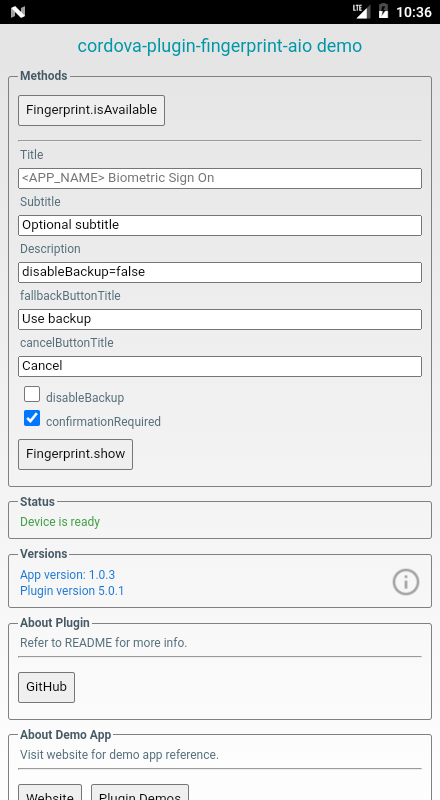 LTE 10:36
cordova-plugin-fingerprint-aio demo
Methods
Fingerprint.isAvailable
Title
<APP_NAME> Biometric Sign On
Subtitle
Optional subtitle
Description
disableBackup=false
fallbackButtonTitle
Use backup
cancelButtonTitle
Cancel
disableBackup
confirmationRequired
Fingerprint.show
Status
Device is ready
Versions
App version: 1.0.3
Plugin version 5.0.1
About Plugin
Refer to README for more info.
GitHub
About Demo App
Visit website for demo app reference.
Website Plugin Demos